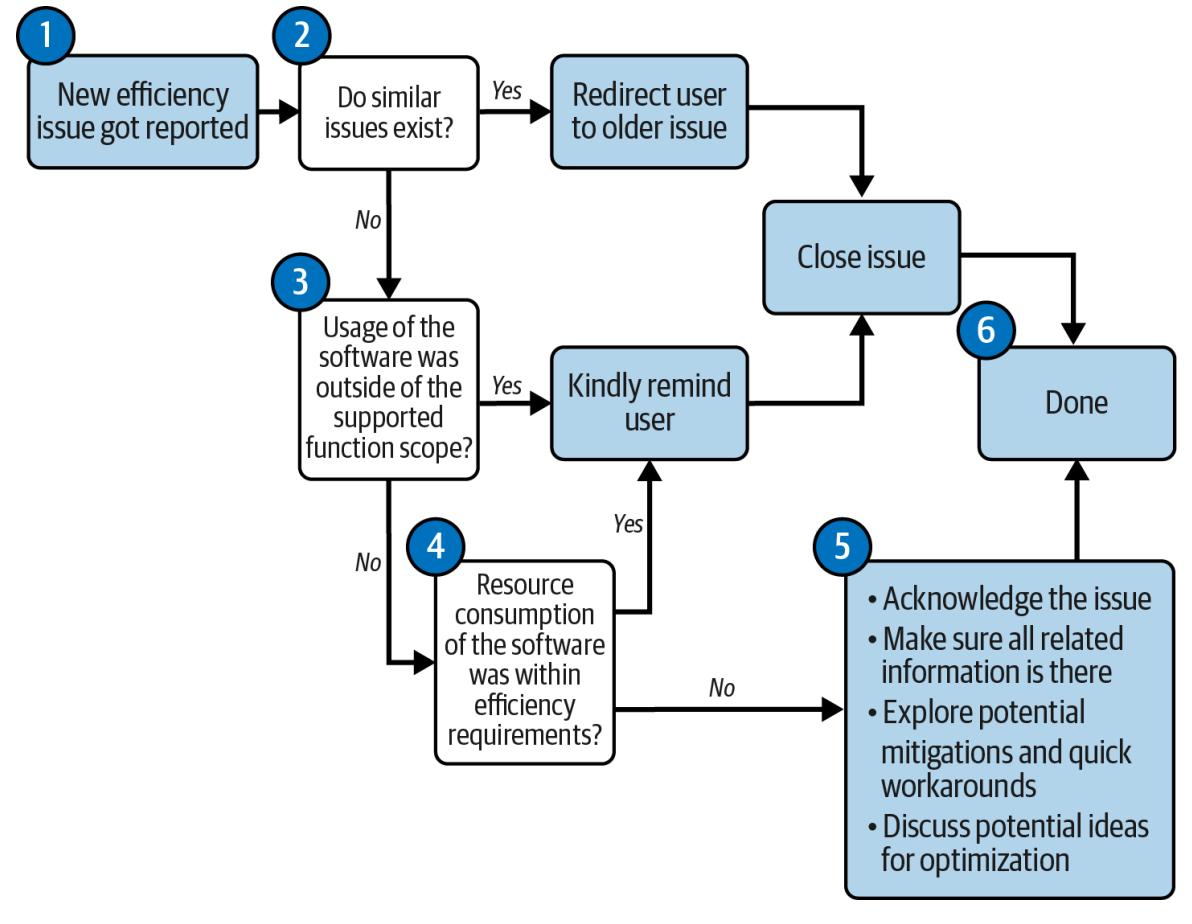 1
New efficiency
issue got reported
2
Do similar
issues exist?
Yes
Redirect user
to older issue
No
Close issue
3
Usage of the
software was
outside of the
supported
function scope?
Yes
Kindly remind
user
6
Done
No
4
Resource
consumption
of the software
was within
efficiency
requirements?
Yes
No
5
• Acknowledge the issue
• Make sure all related
information is there
• Explore potential
mitigations and quick
workarounds
• Discuss potential ideas
for optimization